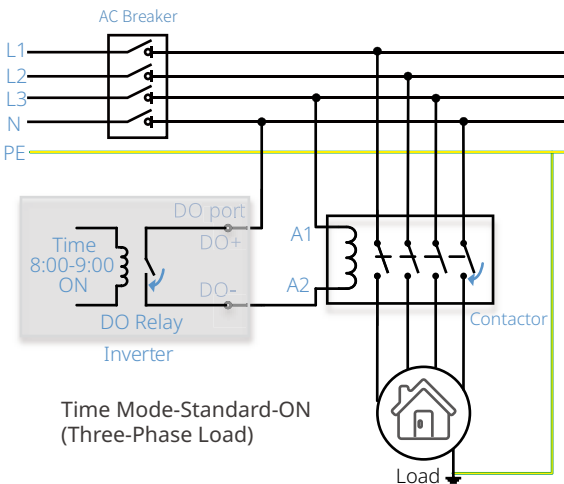 AC Breaker
L1
L2
L3
N
PE
DO port
DO+
Time
8:00-9:00
ON
DO-
DO Relay
Inverter
A1
A2
Contactor
Time Mode-Standard-ON
(Three-Phase Load)
Load